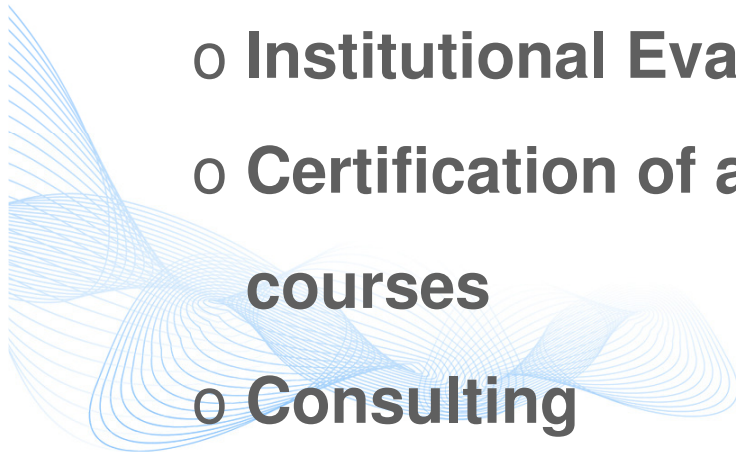 o Institutional Eva
o Certification of a
courses
o Consulting